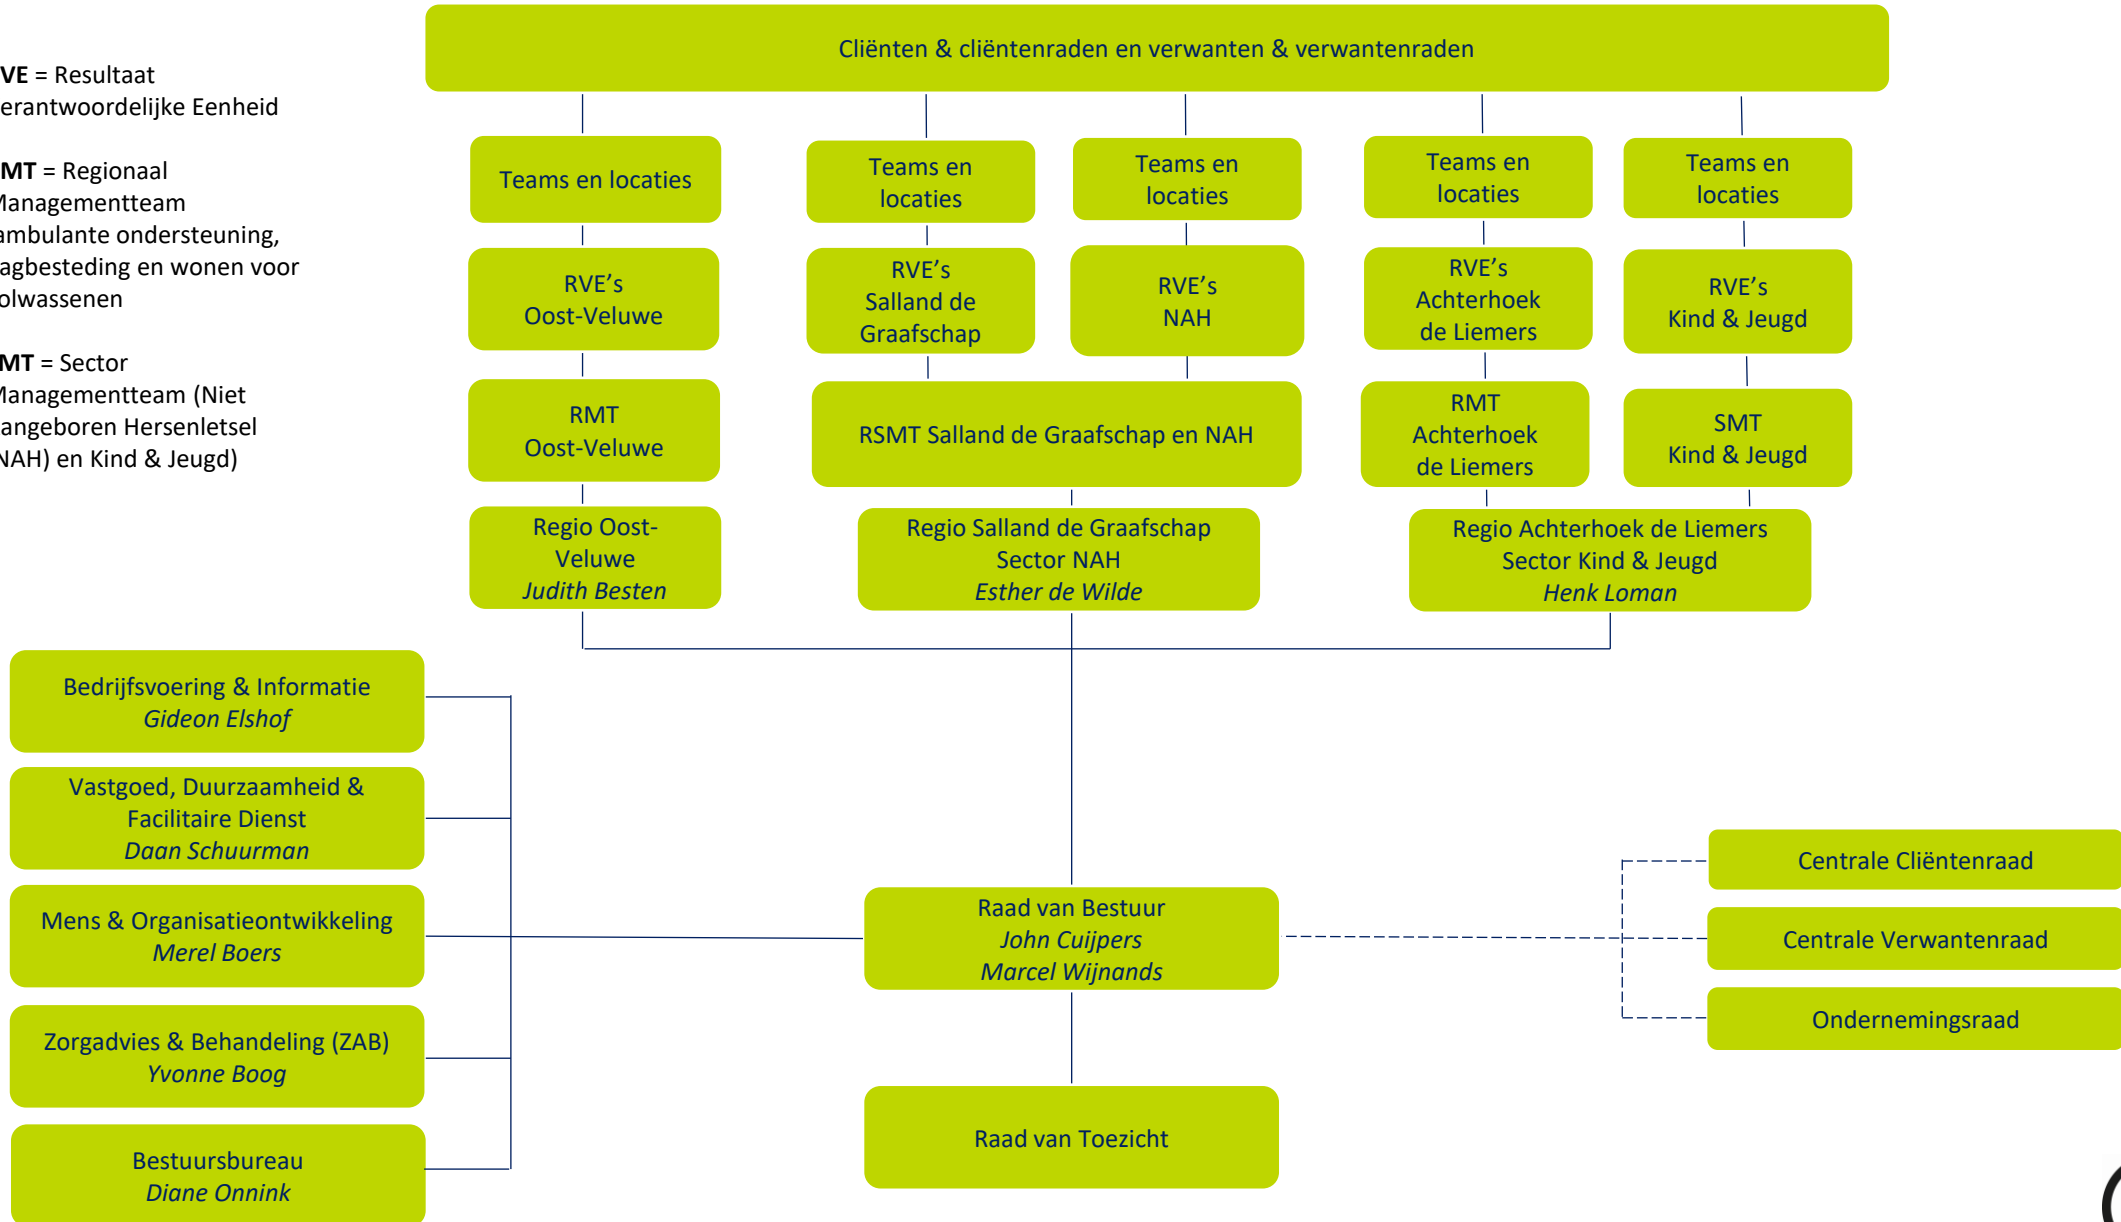 Cliënten & cliëntenraden en verwanten & verwantenraden
VE = Resultaat
erantwoordelijke Eenheid
MT = Regionaal
Managementteam
ambulante ondersteuning,
agbesteding en wonen voor
olwassenen
MT = Sector
Managementteam (Niet
angeboren Hersenletsel
NAH) en Kind & Jeugd)
Teams en locaties
Teams en
locaties
Teams en
locaties
Teams en
locaties
Teams en
locaties
RVE’s
Oost-Veluwe
RVE’s
Salland de
Graafschap
RVE’s
NAH
RVE’s
Achterhoek
de Liemers
RVE’s
Kind & Jeugd
RMT
Oost-Veluwe
RSMT Salland de Graafschap en NAH
RMT
Achterhoek
de Liemers
SMT
Kind & Jeugd
Regio Oost-
Veluwe
Judith Besten
Regio Salland de Graafschap
Sector NAH
Esther de Wilde
Regio Achterhoek de Liemers
Sector Kind & Jeugd
Henk Loman
Bedrijfsvoering & Informatie
Gideon Elshof
Vastgoed, Duurzaamheid &
Facilitaire Dienst
Daan Schuurman
Mens & Organisatieontwikkeling
Merel Boers
Zorgadvies & Behandeling (ZAB)
Yvonne Boog
Bestuursbureau
Diane Onnink
Raad van Bestuur
John Cuijpers
Marcel Wijnands
Raad van Toezicht
Centrale Cliëntenraad
Centrale Verwantenraad
Ondernemingsraad